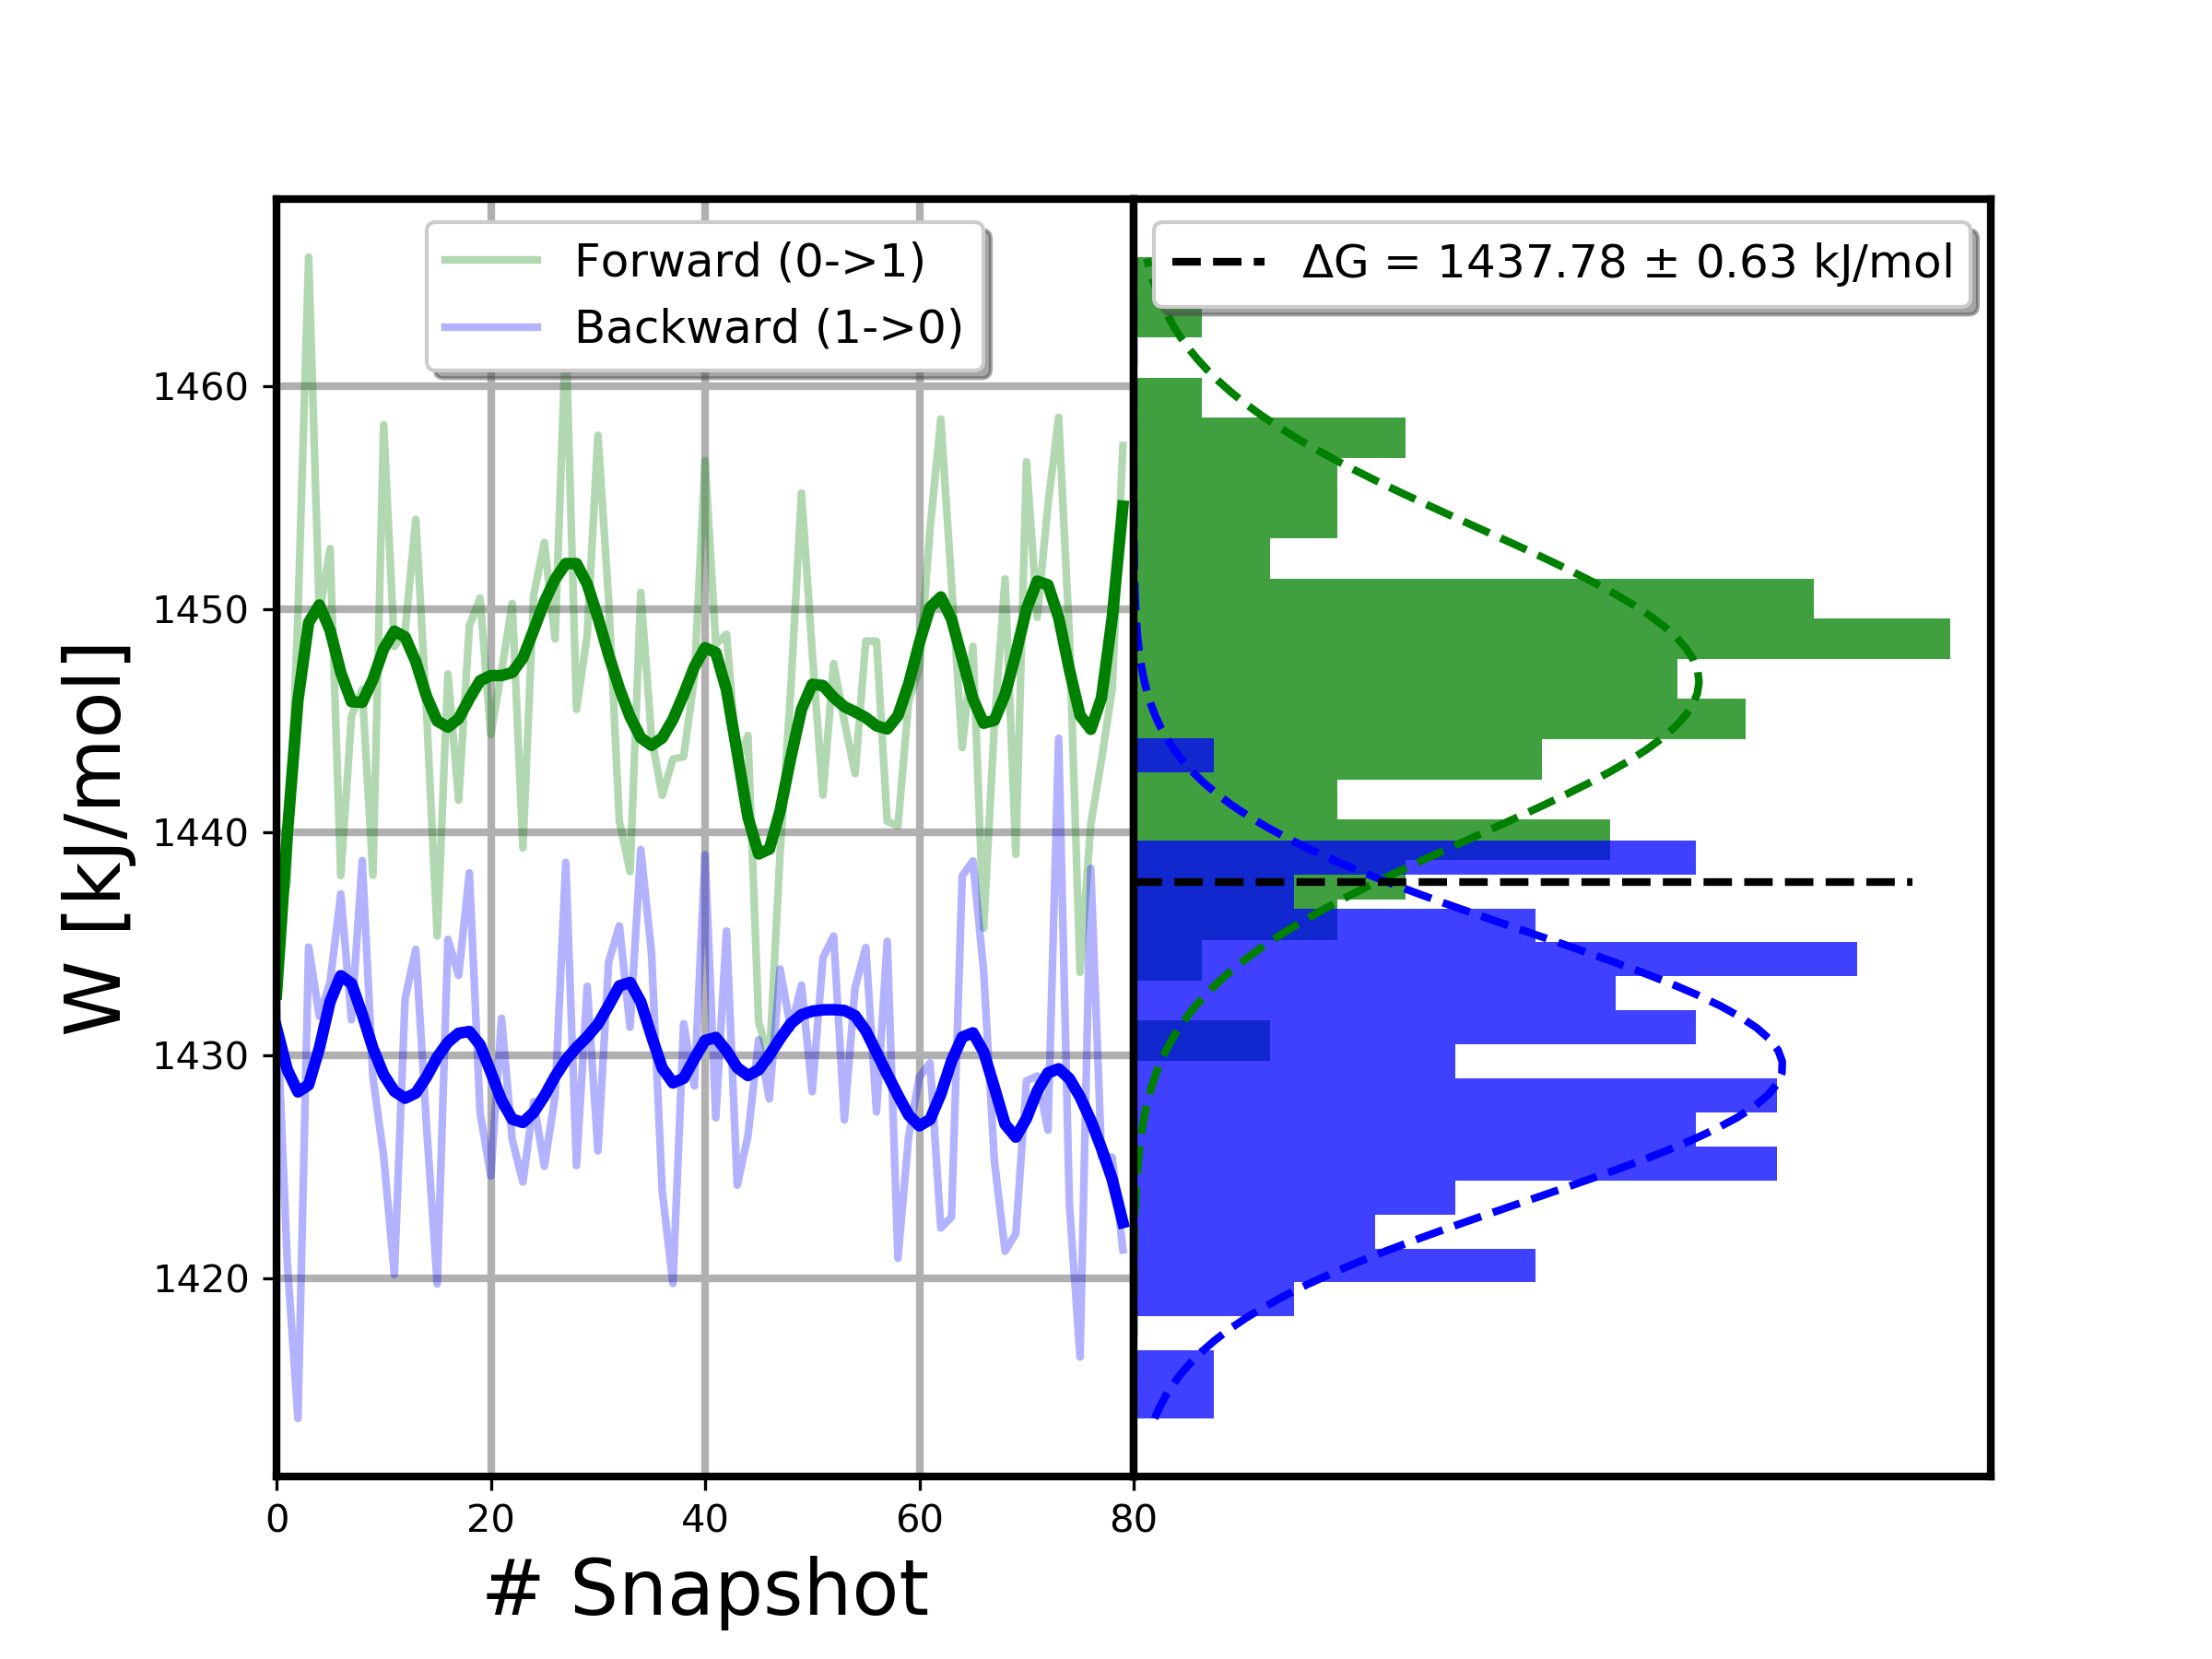 Forward (0->1)
Backward (1->0)
ΔG = 1437.78 ± 0.63 kJ/mol
W [kJ/mol]
1460
1450
1440
1430
1420
0 20 40 60 80
# Snapshot